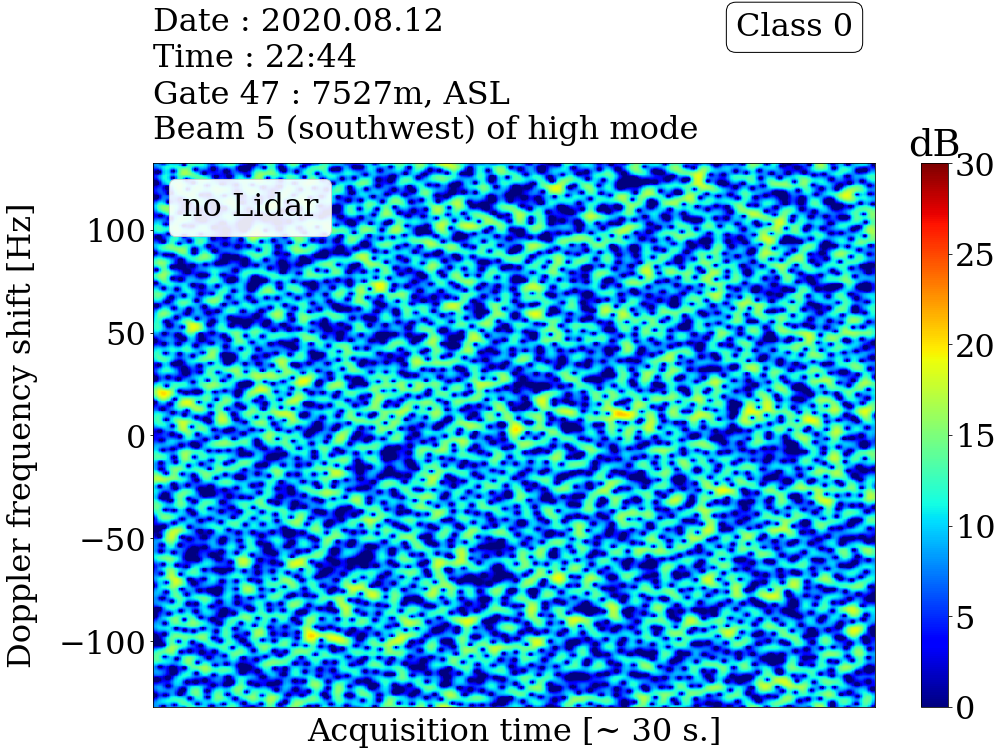 Date : 2020.08.12
Time : 22:44
Gate 47 : 7527m, ASL
Beam 5 (southwest) of high mode
Class 0
dB
no Lidar
Doppler frequency shift [Hz]
100
50
0
−50
−100
30
25
20
15
10
5
0
Acquisition time [~ 30 s.]